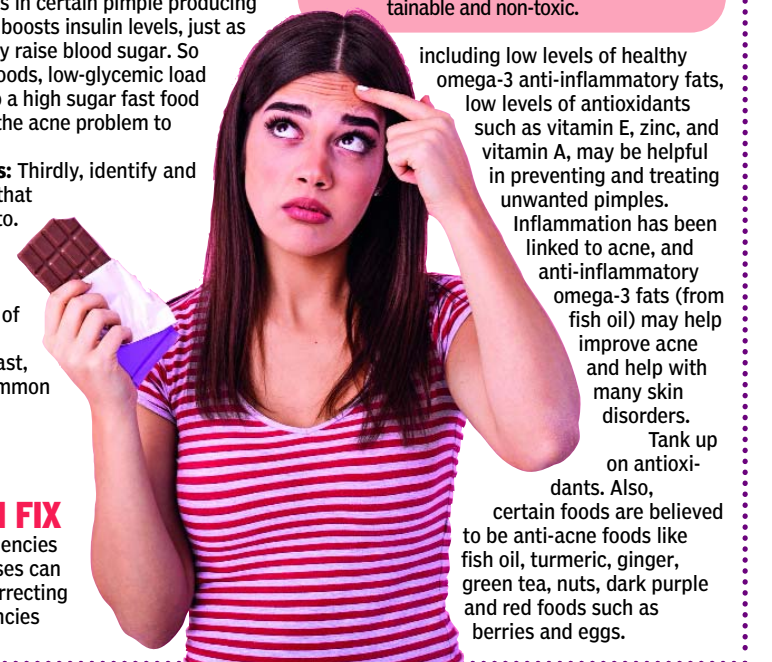 s in certain pimple producing
boosts insulin levels, just as
y raise blood sugar. So
oods, low-glycemic load
a high sugar fast food
the acne problem to
s: Thirdly, identify and
that
to.
of
ast,
mmon
FIX
encies
ses can
rrecting
ncies
tainable and non-toxic.
including low levels of healthy
omega-3 anti-inflammatory fats,
low levels of antioxidants
such as vitamin E, zinc, and
vitamin A, may be helpful
in preventing and treating
unwanted pimples.
Inflammation has been
linked to acne, and
anti-inflammatory
omega-3 fats (from
fish oil) may help
improve acne
and help with
many skin
disorders.
Tank up
on antioxi-
dants. Also,
certain foods are believed
to be anti-acne foods like
fish oil, turmeric, ginger,
green tea, nuts, dark purple
and red foods such as
berries and eggs.